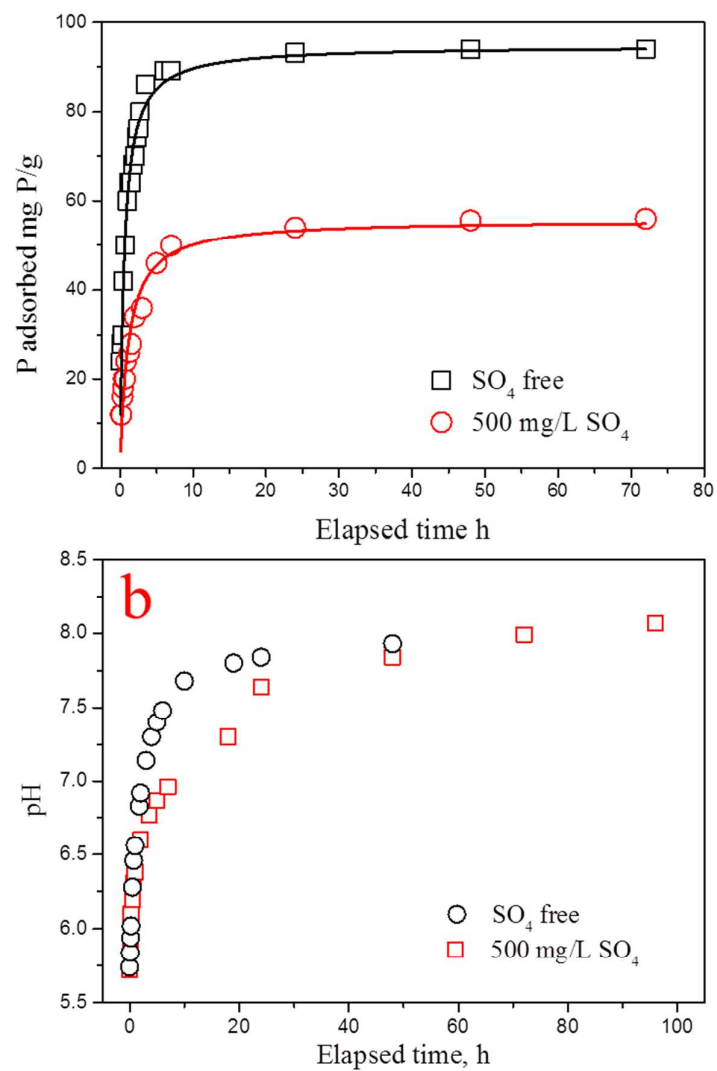 100
80
60
40
20
0
P adsorbed mg P/g
SO₄ free
500 mg/L SO₄
0 10 20 30 40 50 60 70 80
Elapsed time h
8.5
8.0
7.5
7.0
6.5
6.0
5.5
pH
b
SO₄ free
500 mg/L SO₄
0 20 40 60 80 100
Elapsed time, h